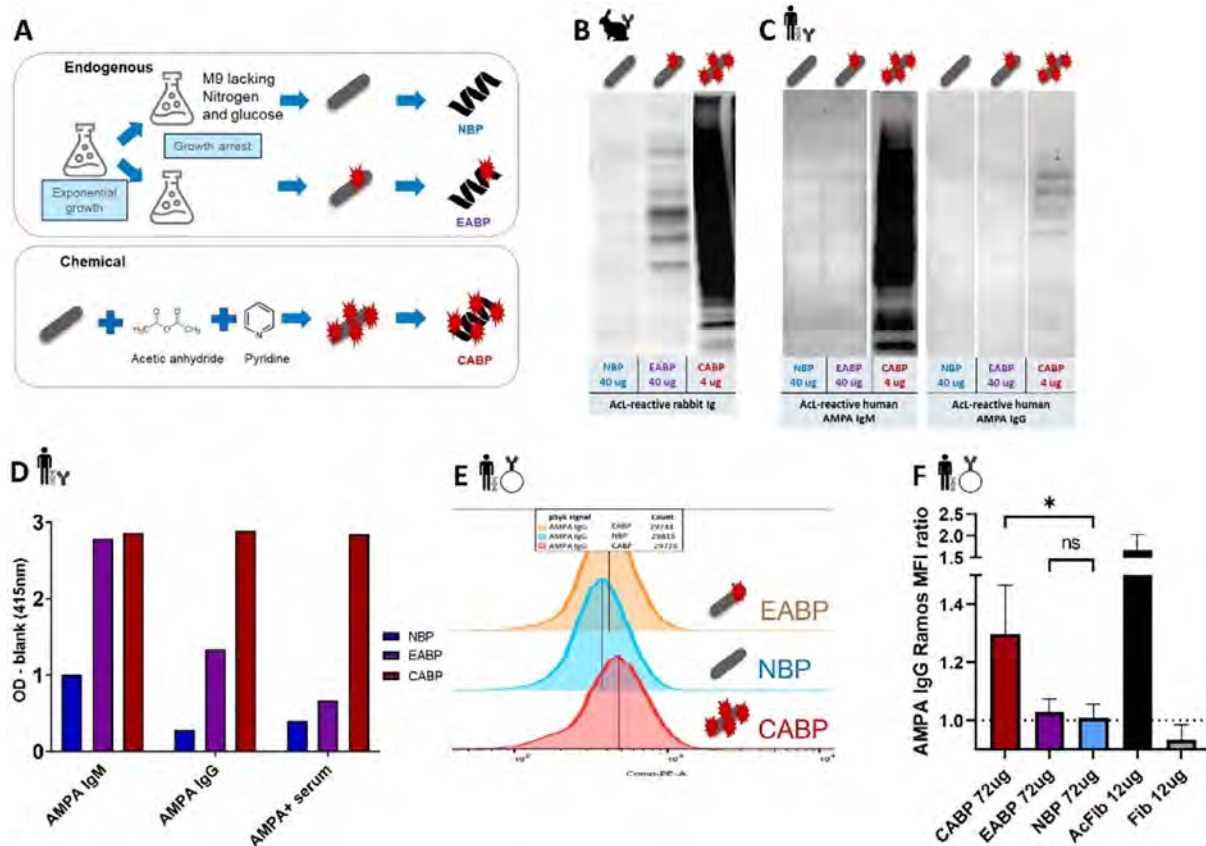 A
Endogenous
M9 lacking
Nitrogen
and glucose
Growth arrest
Exponential
growth
NBP
EABP
Chemical
H₃C
O
O
O
CH₃
N
Acetic anhydride
Pyridine
CABP
B
NBP
40 ug
EABP
40 ug
CABP
4 ug
AcL-reactive rabbit Ig
C
NBP
40 ug
EABP
40 ug
CABP
4 ug
AcL-reactive human
AMPA IgM
NBP
40 ug
EABP
40 ug
CABP
4 ug
AcL-reactive human
AMPA IgG
D
OD - blank (415nm)
3
2
1
0
AMPA IgM
AMPA IgG
AMPA+ serum
NBP
EABP
CABP
E
pSyk signal Count
AMPA IgG EABP
AMPA IgG NBP
AMPA IgG CABP
EABP
NBP
CABP
Comp-PE-A
F
AMPA IgG Ramos MFI ratio
2.5
2.0
1.5
1.4
1.2
1.0
*
ns
CABP 72ug
EABP 72ug
NBP 72ug
AcFib 12ug
Fib 12ug